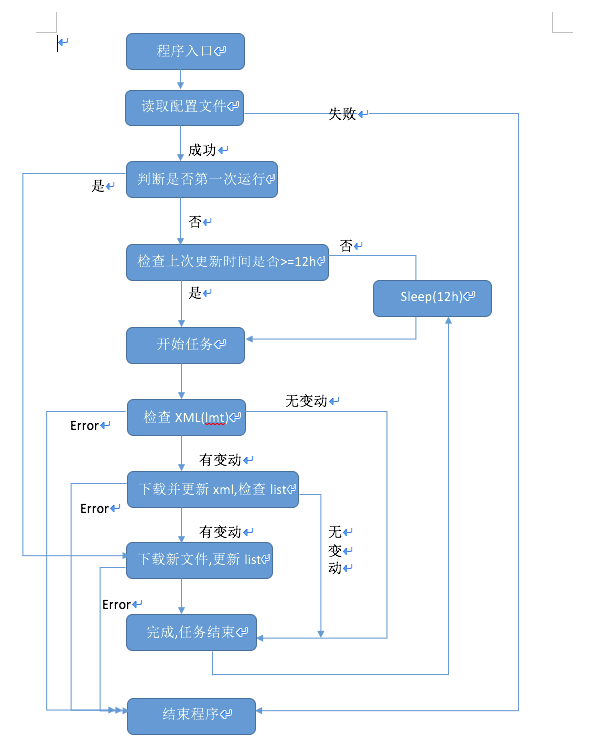 程序入口
读取配置文件
失败
成功
判断是否第一次运行
是
否
检查上次更新时间是否>=12h
否
是
Sleep(12h)
开始任务
无变动
检查 XML(lmt)
Error
有变动
下载并更新 xml,检查 list
Error
有变动
无
变
动
下载新文件,更新 list
Error
完成,任务结束
结束程序